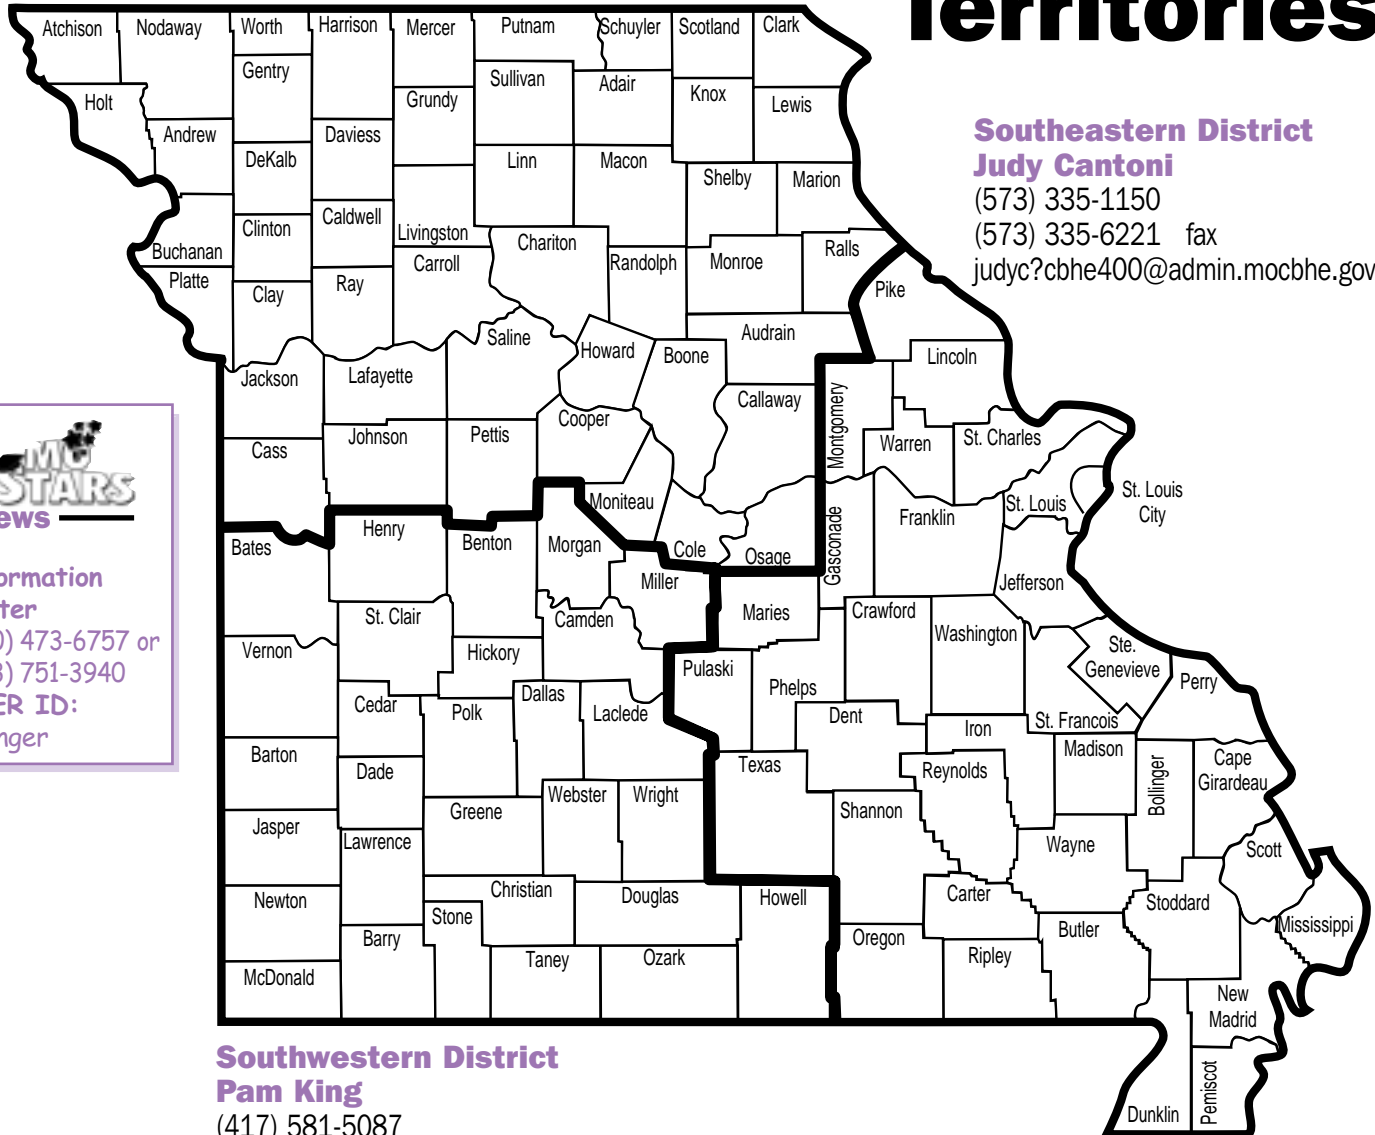 Territories
Southeastern District
Judy Cantoni
(573) 335-1150
(573) 335-6221 fax
judyc?cbhe400@admin.mocbhe.gov
Atchison
Nodaway
Worth
Harrison
Mercer
Putnam
Schuyler
Scotland
Clark
Gentry
Sullivan
Adair
Knox
Lewis
Holt
Andrew
DeKalb
Daviess
Grundy
Linn
Macon
Shelby
Marion
Buchanan
Clinton
Caldwell
Livingston
Chariton
Randolph
Monroe
Ralls
Platte
Clay
Ray
Carroll
Pike
Saline
Howard
Boone
Audrain
Lincoln
Jackson
Lafayette
Callaway
Montgomery
Warren
St. Charles
Cass
Johnson
Pettis
Cooper
Moniteau
Cole
Osage
Gasconade
Franklin
St. Louis
St. Louis
City
Bates
Henry
Benton
Morgan
Miller
Maries
Crawford
Washington
Jefferson
Ste.
Genevieve
Perry
Vernon
St. Clair
Hickory
Camden
Pulaski
Phelps
Dent
Iron
St. Francois
Madison
Cedar
Polk
Dallas
Laclede
Texas
Reynolds
Bollinger
Cape
Girardeau
Barton
Dade
Greene
Webster
Wright
Shannon
Wayne
Scott
Jasper
Lawrence
Christian
Douglas
Howell
Carter
Stoddard
Mississippi
Newton
Barry
Stone
Taney
Ozark
Oregon
Ripley
Butler
New
Madrid
McDonald
Dunklin
Pemiscot
MO
STARS
ews
ormation
ter
0) 473-6757 or
3) 751-3940
ER ID:
nger
Southwestern District
Pam King
(417) 581-5087